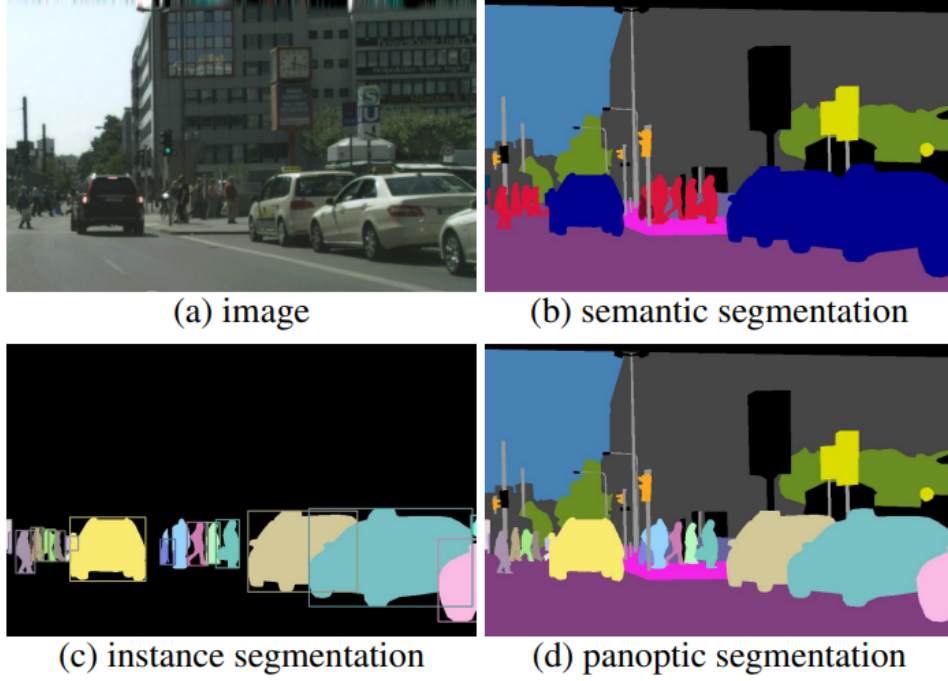 S
U
(a) image
(b) semantic segmentation
(c) instance segmentation
(d) panoptic segmentation